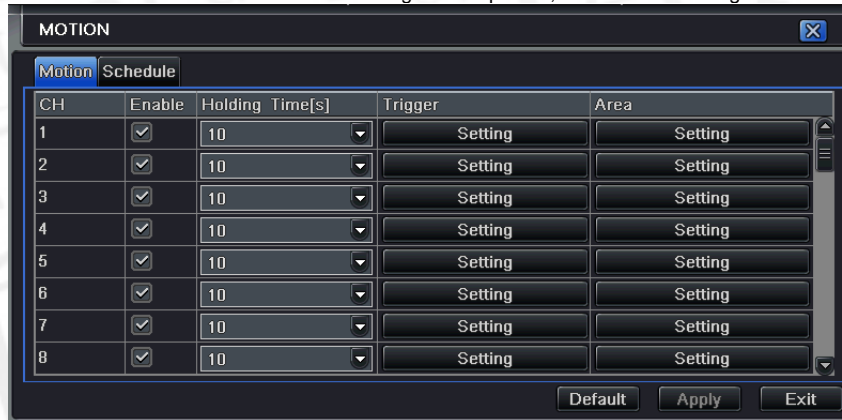 MOTION
Motion Schedule
CH Enable Holding Time[s] Trigger Area
1 10 Setting Setting
2 10 Setting Setting
3 10 Setting Setting
4 10 Setting Setting
5 10 Setting Setting
6 10 Setting Setting
7 10 Setting Setting
8 10 Setting Setting
Default Apply Exit